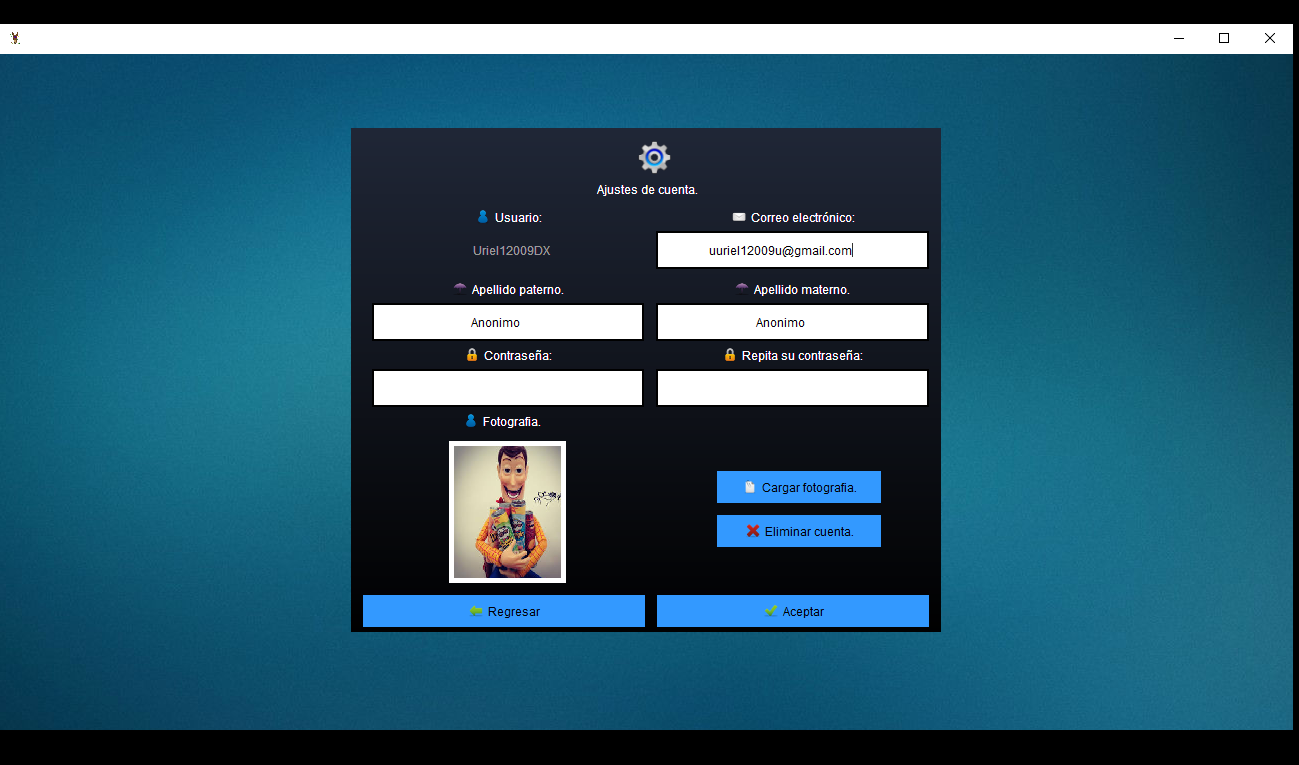 Ajustes de cuenta.
Usuario:
Correo electrónico:
Uriel12009DX
uuriel12009u@gmail.com
Apellido paterno.
Apellido materno.
Anonimo
Anonimo
Contraseña:
Repita su contraseña:
Fotografia.
Cargar fotografia.
Eliminar cuenta.
Regresar
Aceptar